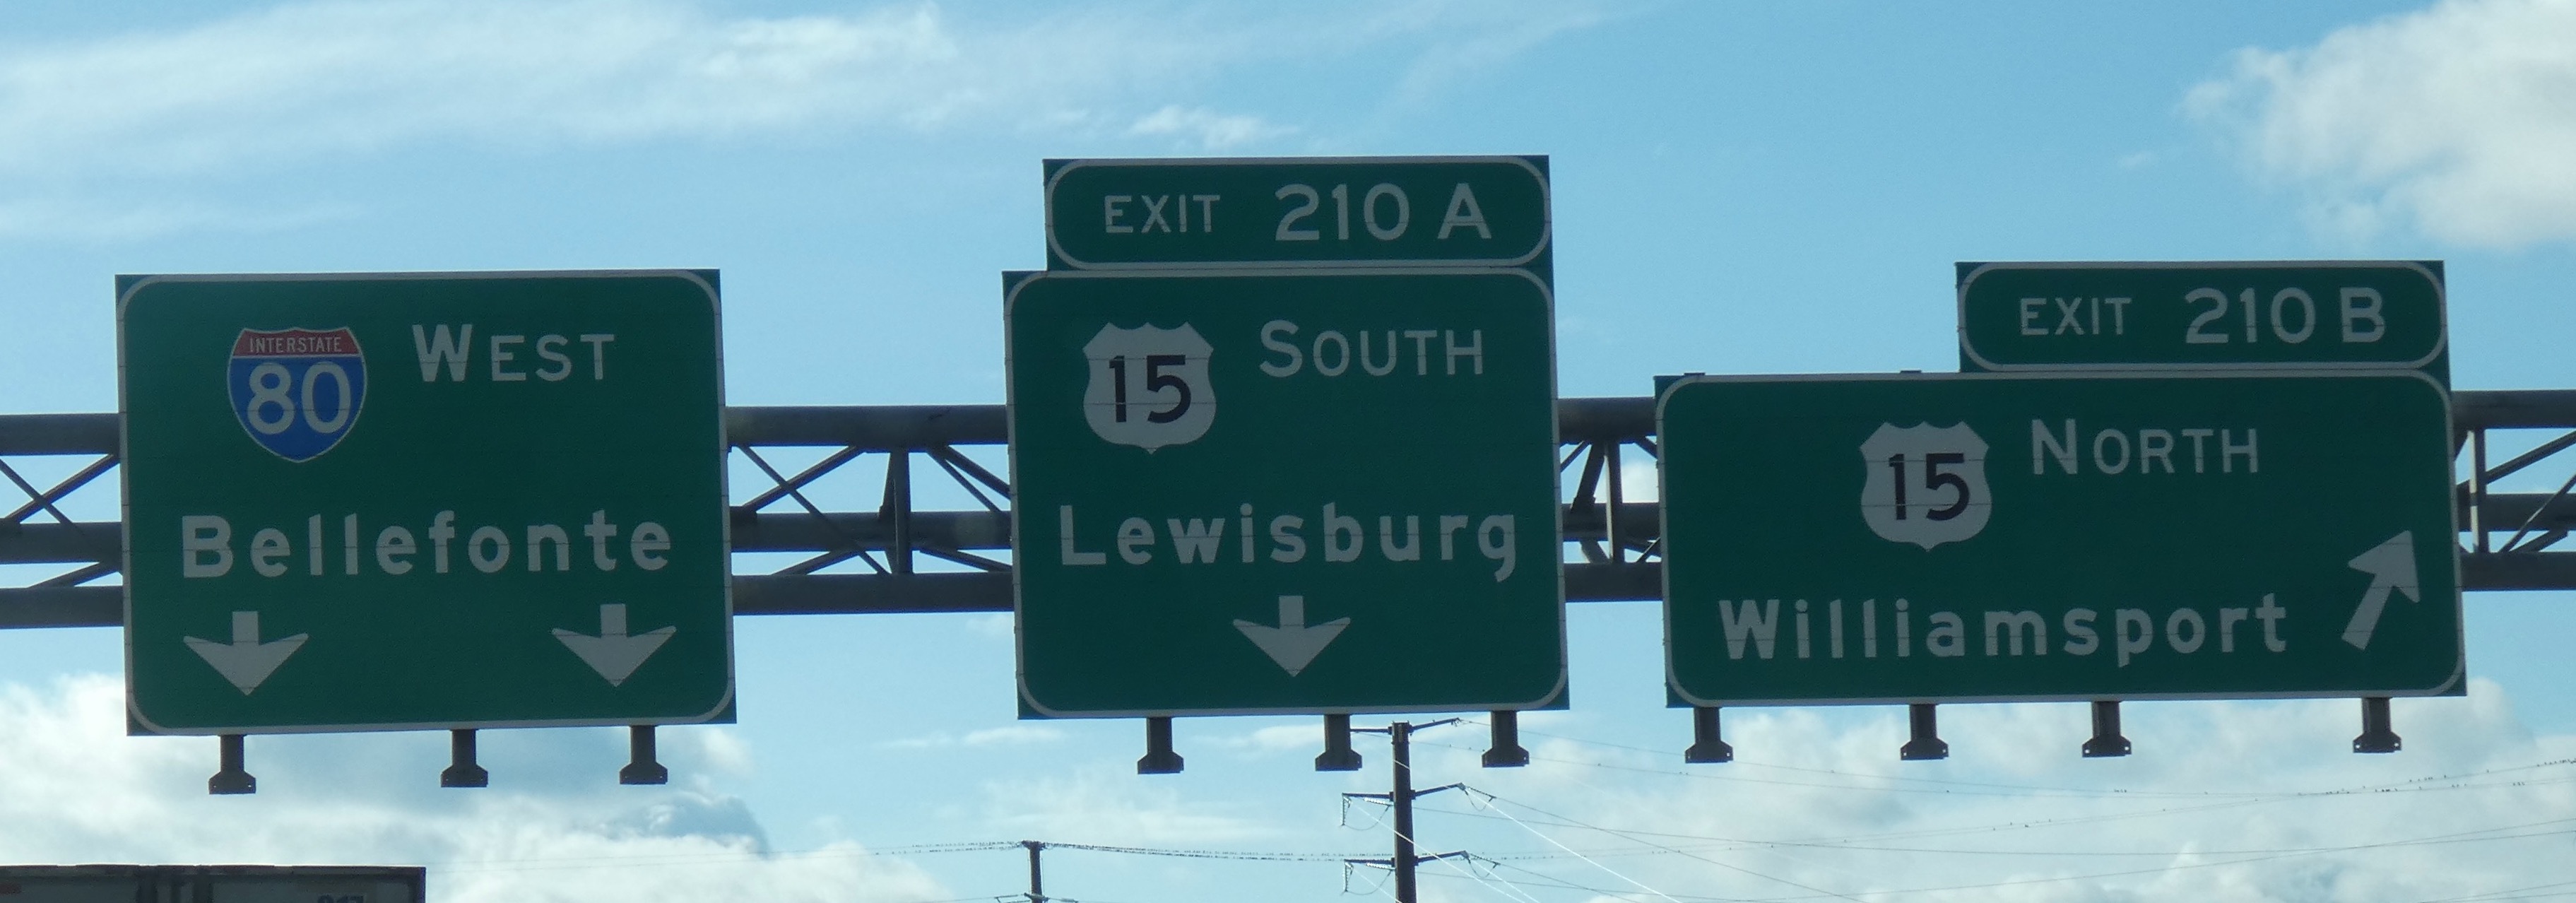 INTERSTATE
80
WEST
Bellefonte
EXIT 210 A
15
SOUTH
Lewisburg
EXIT 210 B
15
NORTH
Williamsport